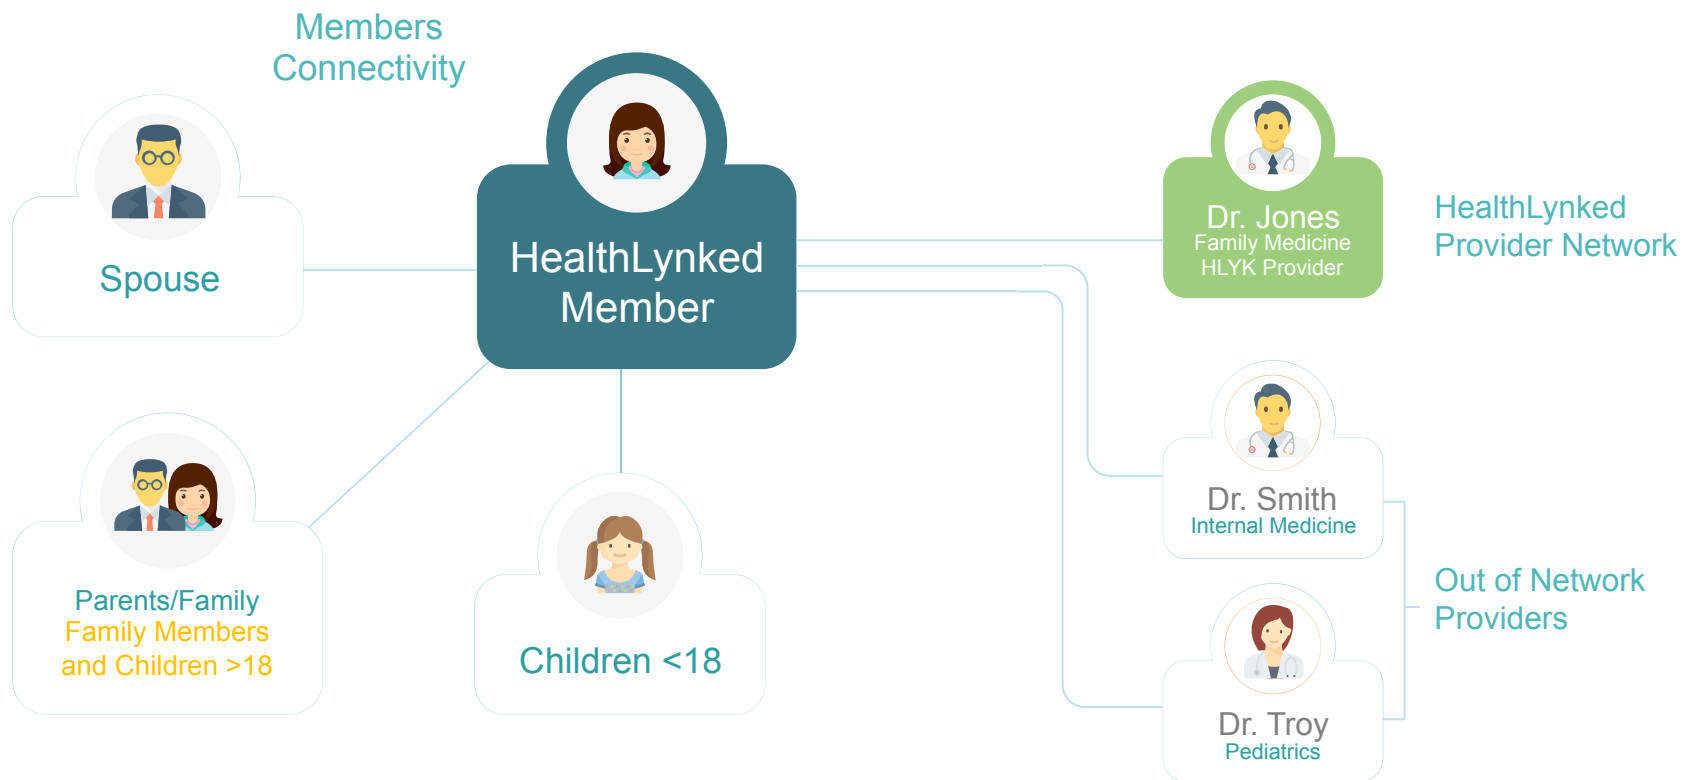 Members
Connectivity
Spouse
HealthLynked
Member
Parents/Family
Family Members
and Children >18
Children <18
Dr. Jones
Family Medicine
HLYK Provider
HealthLynked
Provider Network
Dr. Smith
Internal Medicine
Dr. Troy
Pediatrics
Out of Network
Providers